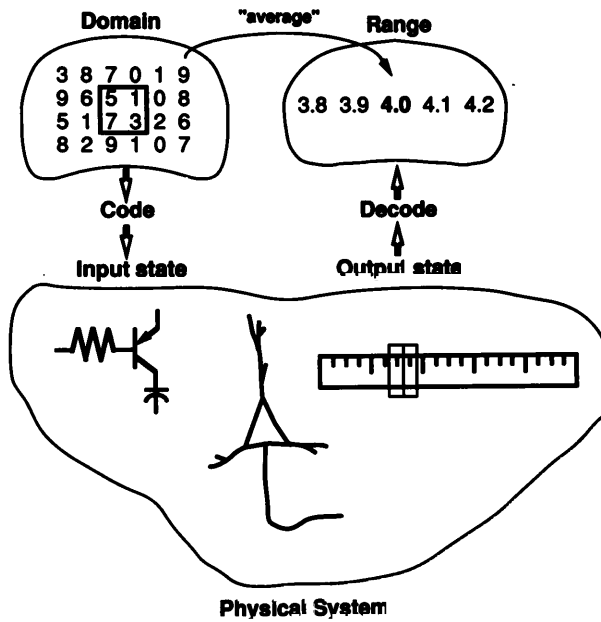 Domain
"average"
Range
3 8 7 0 1 9
9 6 5 1 0 8
5 1 7 3 2 6
8 2 9 1 0 7
3.8 3.9 4.0 4.1 4.2
Code
Decode
Input state
Output state
Physical System